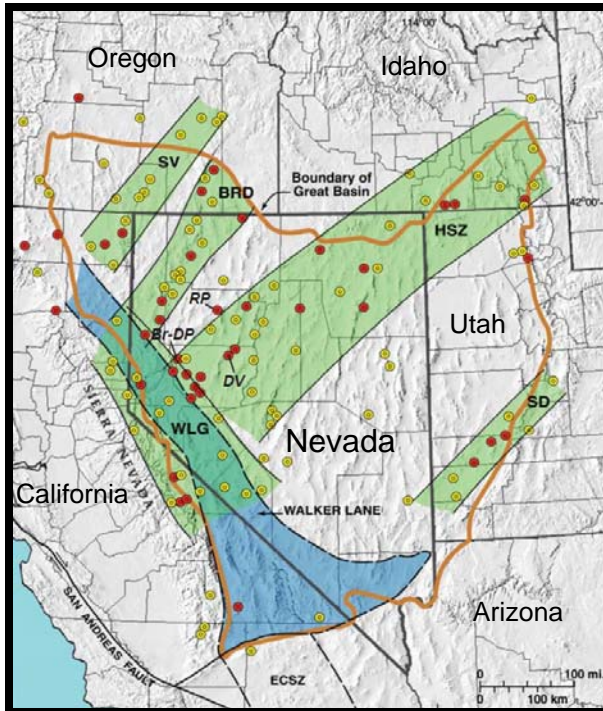 114°00'
Oregon
Idaho
SV
BRD
Boundary of
Great Basin
42°00'
HSZ
RP
Utah
Br-DP
DV
SD
SIERRA NEVADA
WLG
Nevada
California
WALKER LANE
SAN ANDREAS FAULT
Arizona
ECSZ
0 100 mi.
0 100 km